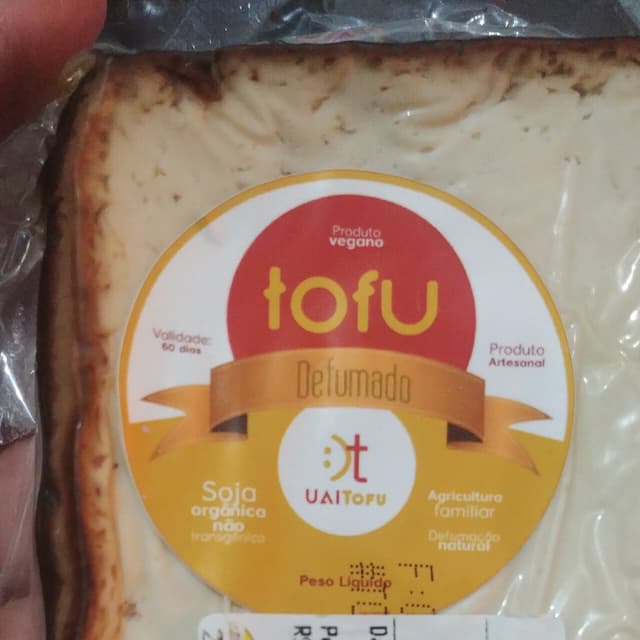 Produto
vegano
tofu
Validade:
60 dias
Produto
Artesanal
Defumado
UAITOFU
Soja
orgânica
não
transgênica
Agricultura
familiar
Defumação
natural
Peso Líquido